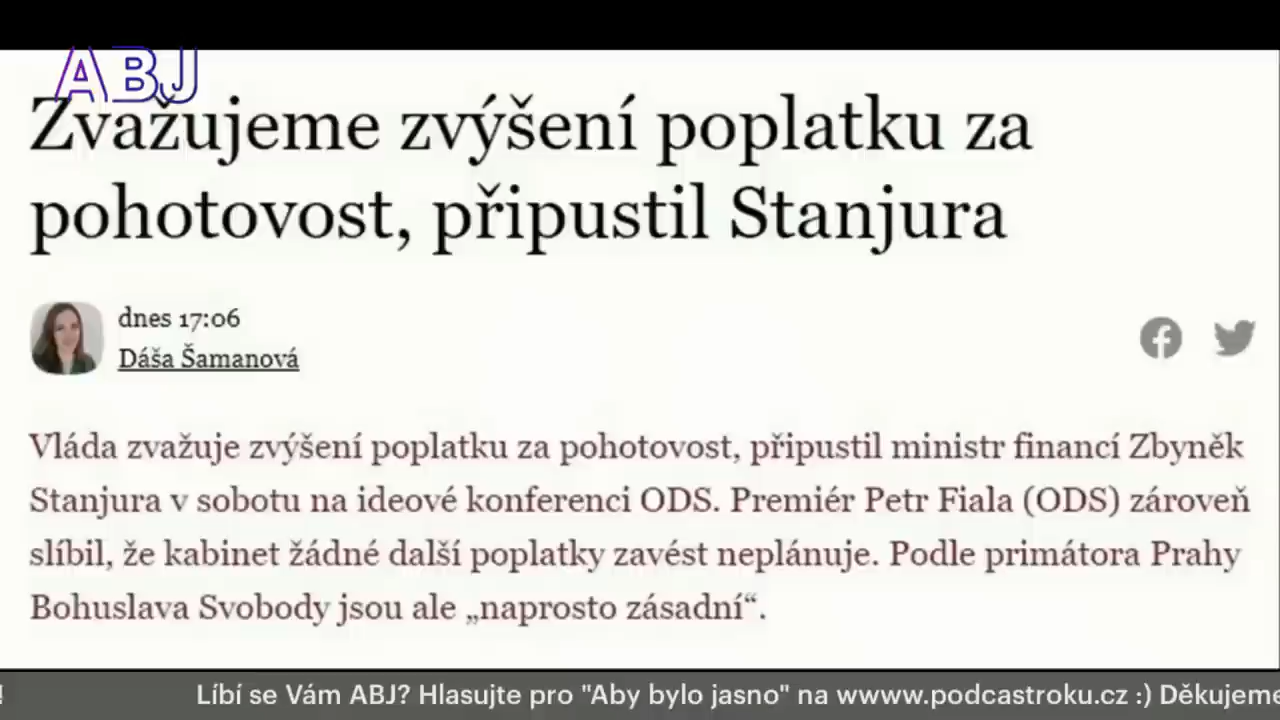 ABJ
Zvažujeme zvýšení poplatku za
pohotovost, připustil Stanjura
dnes 17:06
Dáša Šamanová
Vláda zvažuje zvýšení poplatku za pohotovost, připustil ministr financí Zbyněk
Stanjura v sobotu na ideové konferenci ODS. Premiér Petr Fiala (ODS) zároveň
slíbil, že kabinet žádné další poplatky zavést neplánuje. Podle primátora Prahy
Bohuslava Svobody jsou ale „naprosto zásadní“.
! Líbí se Vám ABJ? Hlasujte pro "Aby bylo jasno" na wwww.podcastroku.cz :) Děkujeme